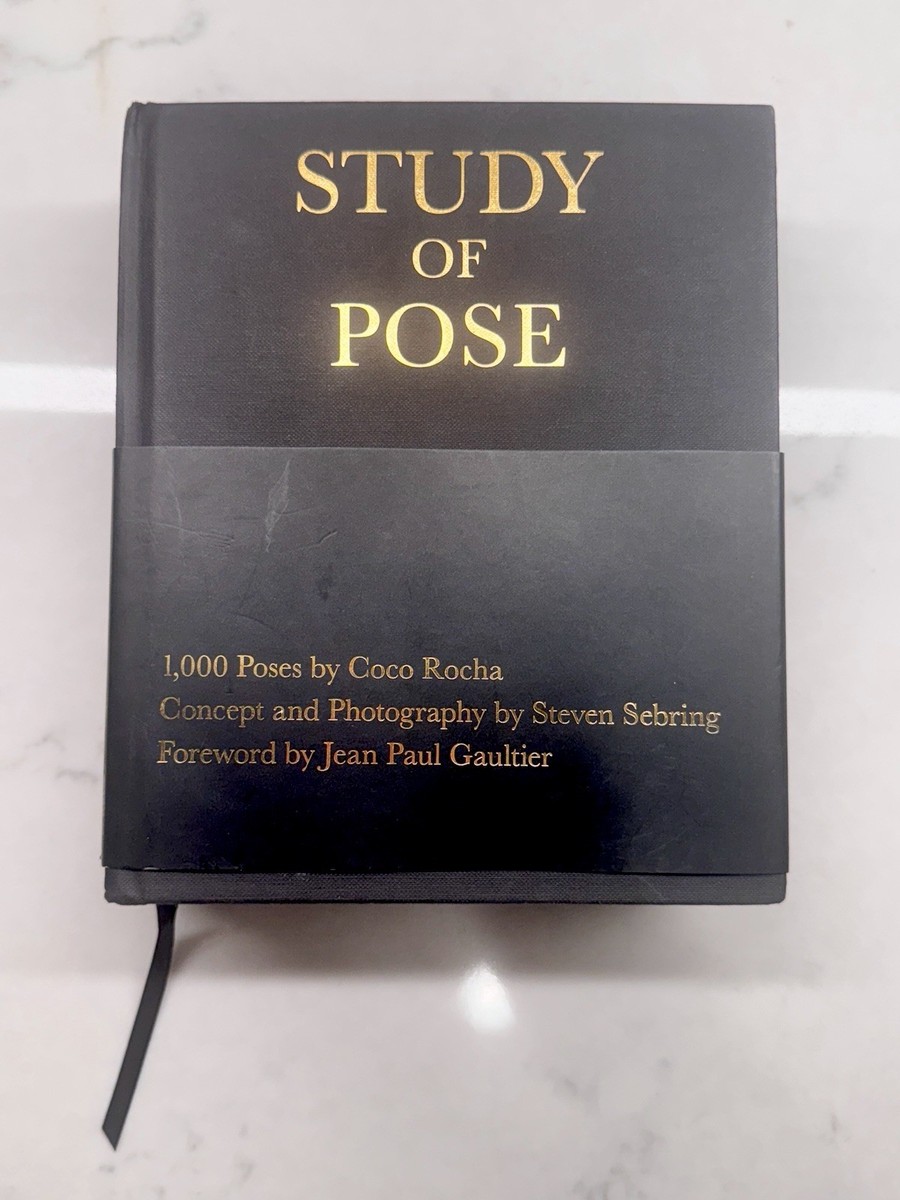 STUDY
OF
POSE
1,000 Poses by Coco Rocha
Concept and Photography by Steven Sebring
Foreword by Jean Paul Gaultier